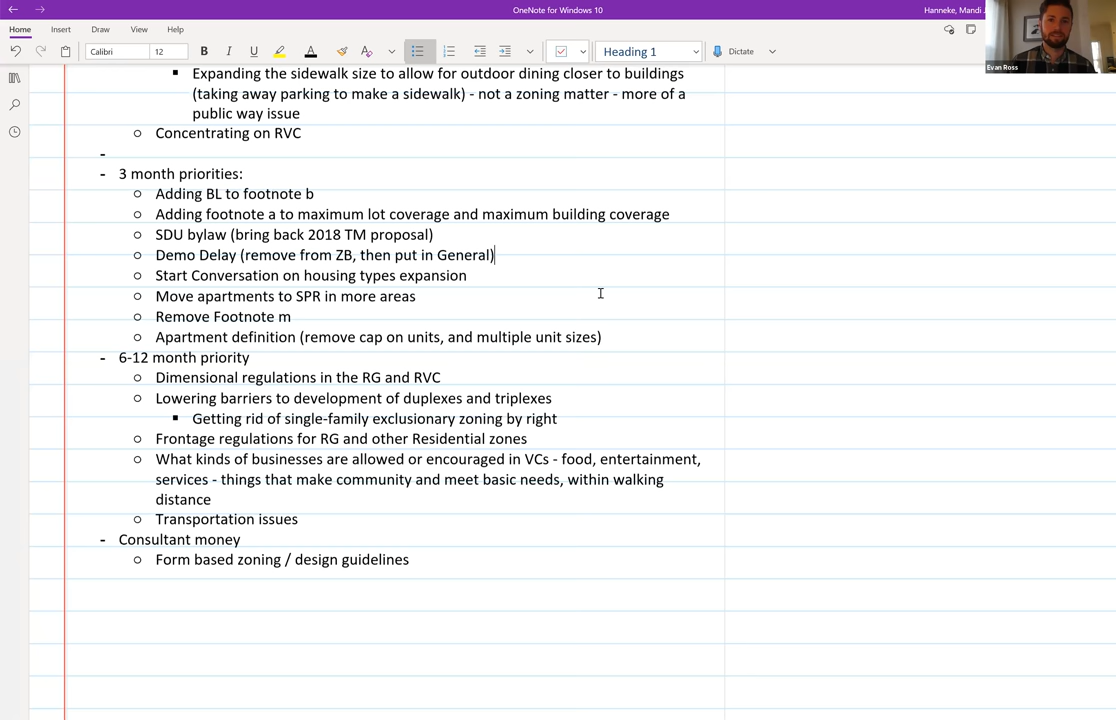 OneNote for Windows 10
Hanneke, Mandi J
Home Insert Draw View Help
Calibri 12 B I U A Heading 1 Dictate
Evan Ross
▪ Expanding the sidewalk size to allow for outdoor dining closer to buildings
(taking away parking to make a sidewalk) - not a zoning matter - more of a
public way issue
○ Concentrating on RVC
-
- 3 month priorities:
○ Adding BL to footnote b
○ Adding footnote a to maximum lot coverage and maximum building coverage
○ SDU bylaw (bring back 2018 TM proposal)
○ Demo Delay (remove from ZB, then put in General)
○ Start Conversation on housing types expansion
○ Move apartments to SPR in more areas
○ Remove Footnote m
○ Apartment definition (remove cap on units, and multiple unit sizes)
- 6-12 month priority
○ Dimensional regulations in the RG and RVC
○ Lowering barriers to development of duplexes and triplexes
▪ Getting rid of single-family exclusionary zoning by right
○ Frontage regulations for RG and other Residential zones
○ What kinds of businesses are allowed or encouraged in VCs - food, entertainment,
services - things that make community and meet basic needs, within walking
distance
○ Transportation issues
- Consultant money
○ Form based zoning / design guidelines